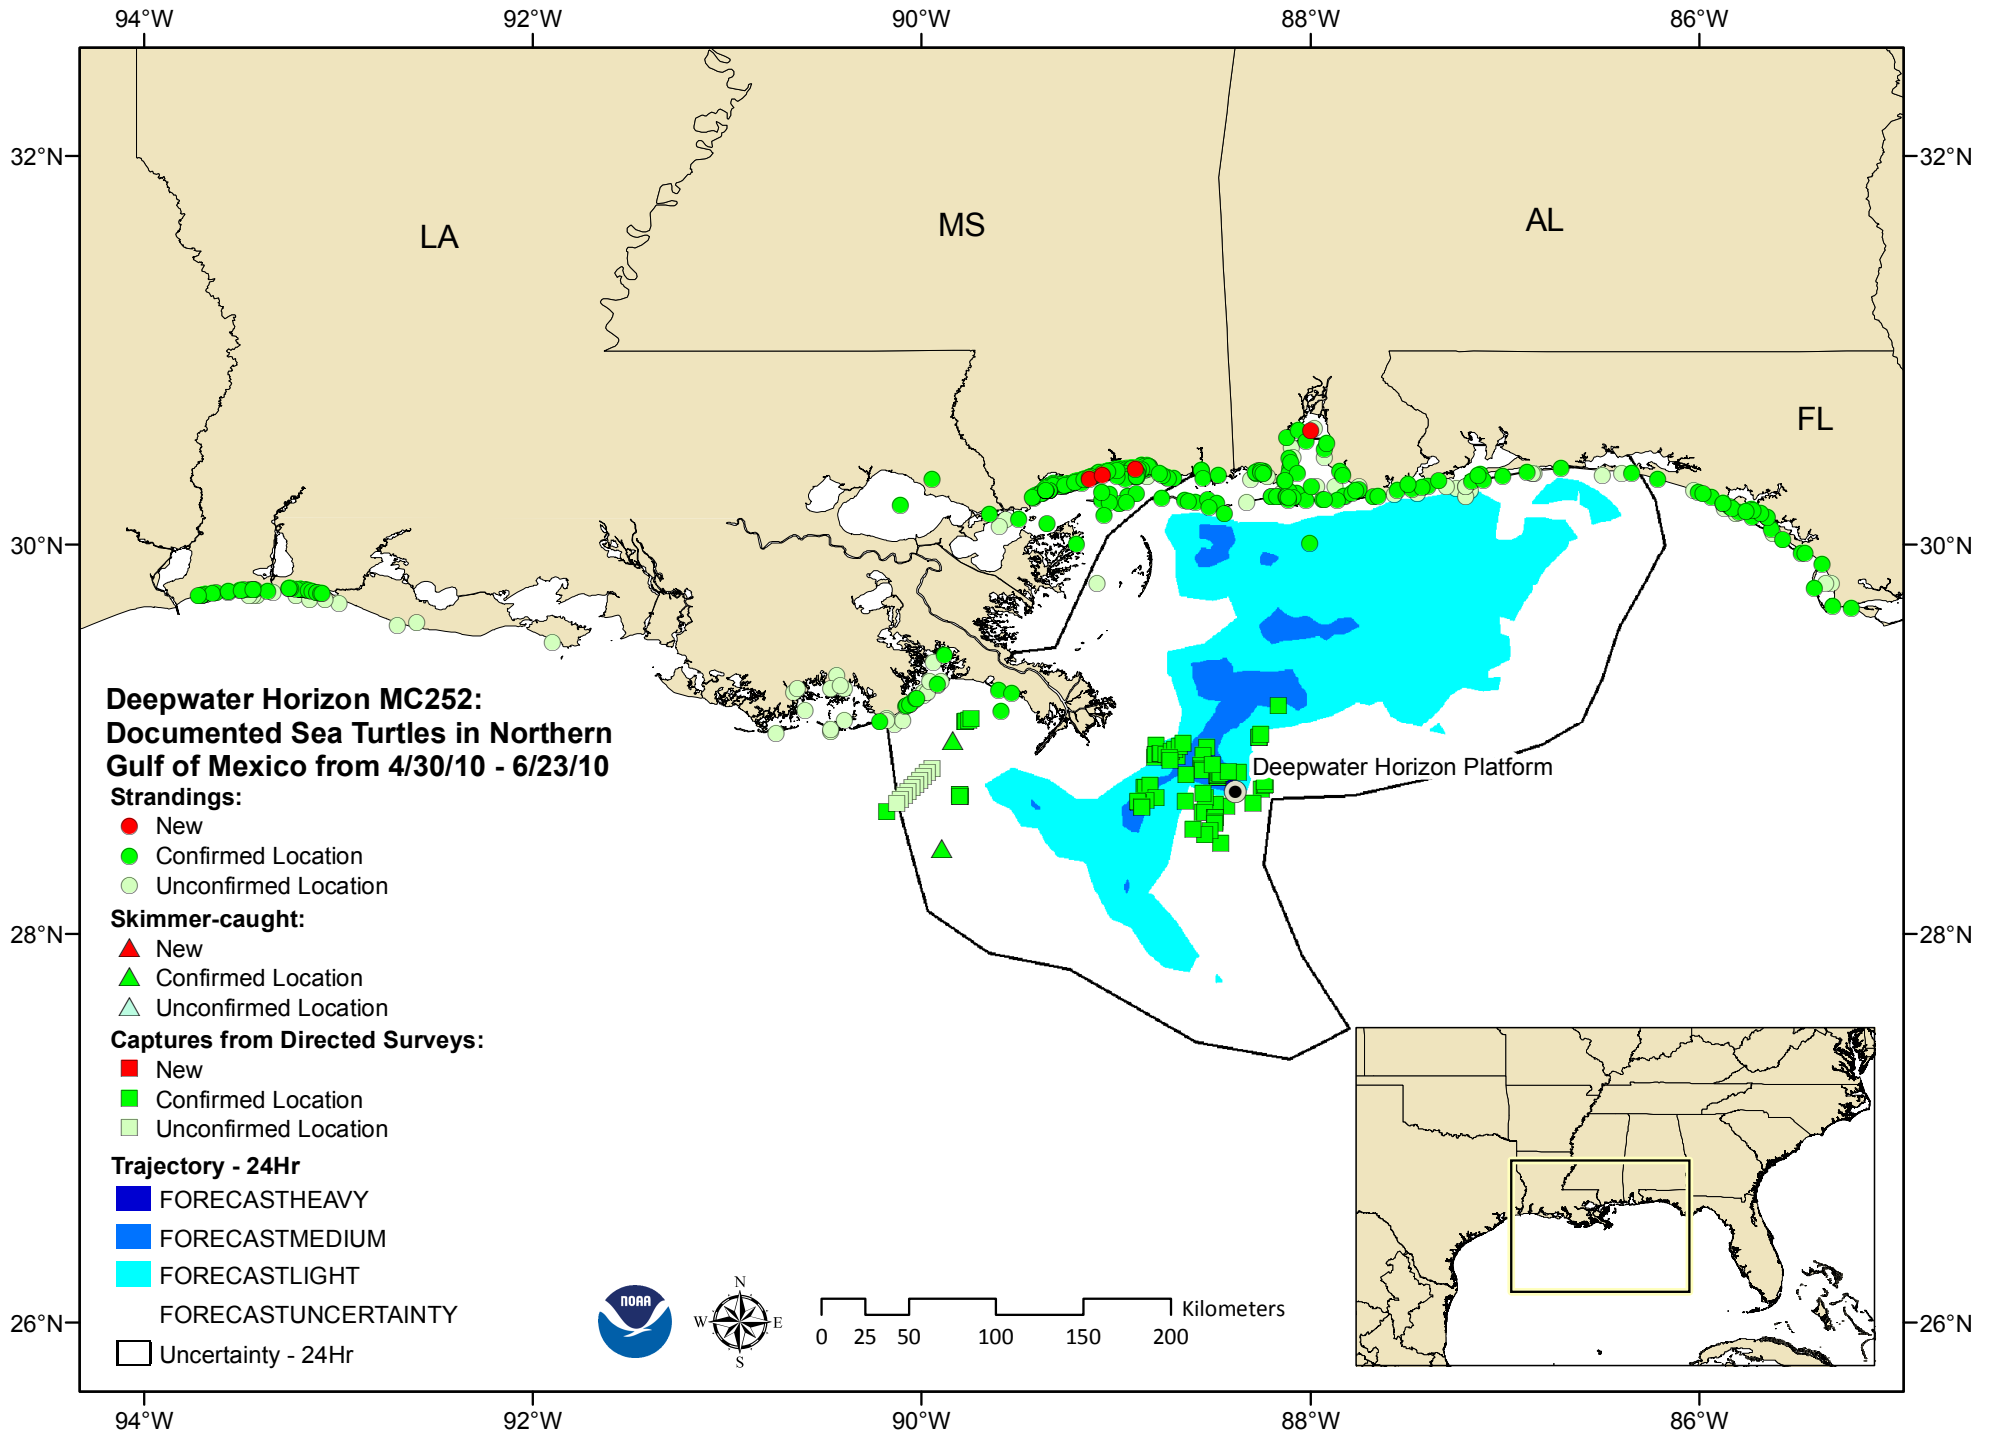 94°W 92°W 90°W 88°W 86°W
32°N 32°N
LA MS AL
FL
30°N 30°N
Deepwater Horizon MC252:
Documented Sea Turtles in Northern
Gulf of Mexico from 4/30/10 - 6/23/10
Deepwater Horizon Platform
Strandings:
New
Confirmed Location
Unconfirmed Location
Skimmer-caught:
New
Confirmed Location
Unconfirmed Location
28°N 28°N
Captures from Directed Surveys:
New
Confirmed Location
Unconfirmed Location
Trajectory - 24Hr
FORECASTHEAVY
FORECASTMEDIUM
FORECASTLIGHT
FORECASTUNCERTAINTY
Uncertainty - 24Hr
NOAA
N
W E
S
Kilometers
0 25 50 100 150 200
26°N 26°N
94°W 92°W 90°W 88°W 86°W